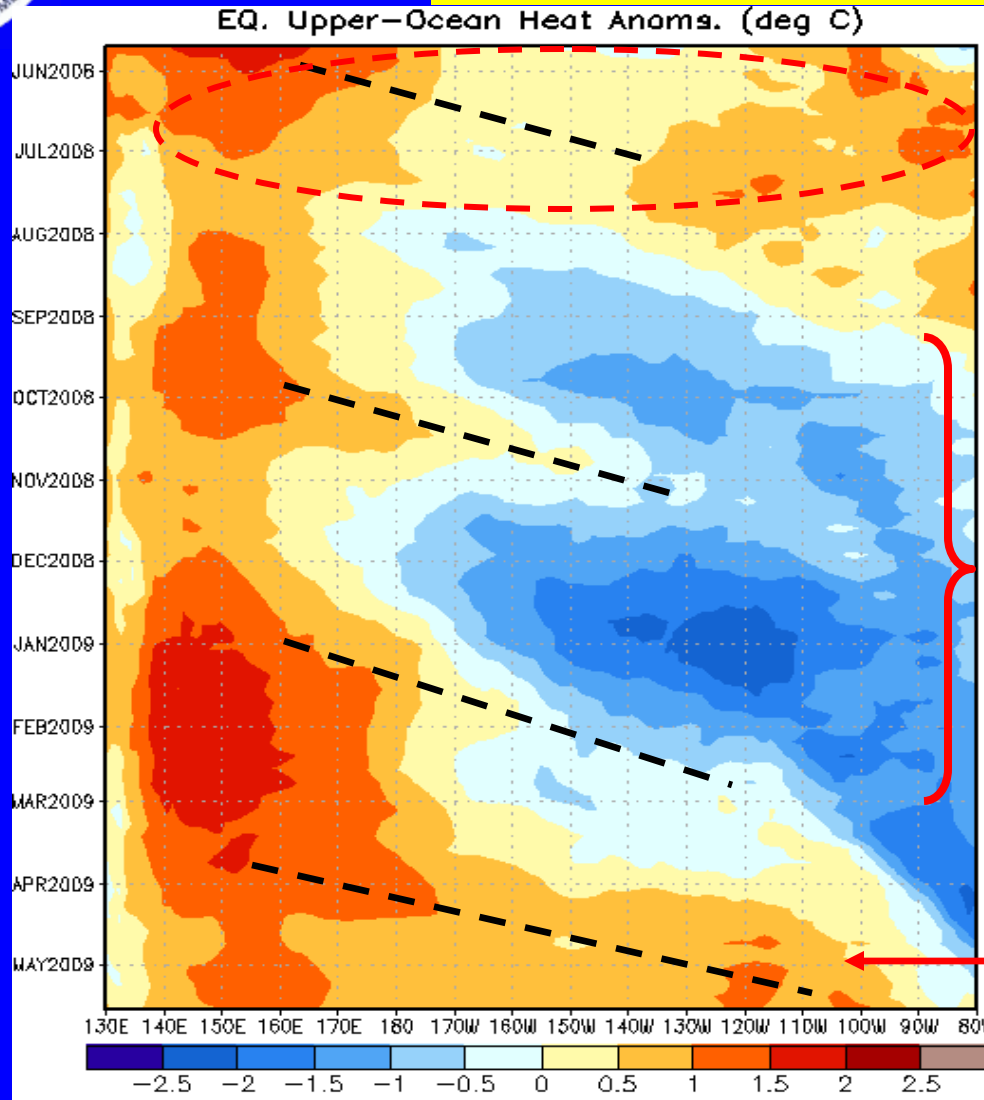 EQ. Upper-Ocean Heat Anoms. (deg C)
JUN2008
JUL2008
AUG2008
SEP2008
OCT2008
NOV2008
DEC2008
JAN2009
FEB2009
MAR2009
APR2009
MAY2009
130E 140E 150E 160E 170E 180 170W 160W 150W 140W 130W 120W 110W 100W 90W 80W
-2.5 -2 -1.5 -1 -0.5 0 0.5 1 1.5 2 2.5